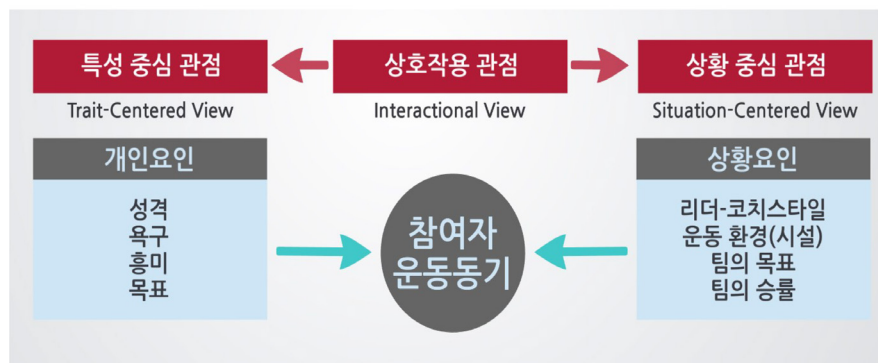 특성 중심 관점
상호작용 관점
상황 중심 관점
Trait-Centered View
Interactional View
Situation-Centered View
개인요인
상황요인
성격
욕구
흥미
목표
참여자
운동동기
리더-코치스타일
운동 환경(시설)
팀의 목표
팀의 승률